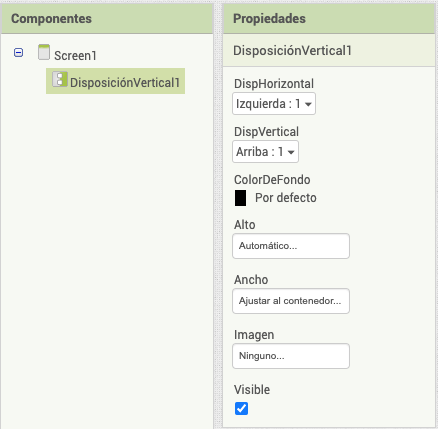 Componentes
Screen1
DisposiciónVertical1
Propiedades
DisposiciónVertical1
DispHorizontal
Izquierda : 1
DispVertical
Arriba : 1
ColorDeFondo
Por defecto
Alto
Automático...
Ancho
Ajustar al contenedor...
Imagen
Ninguno...
Visible